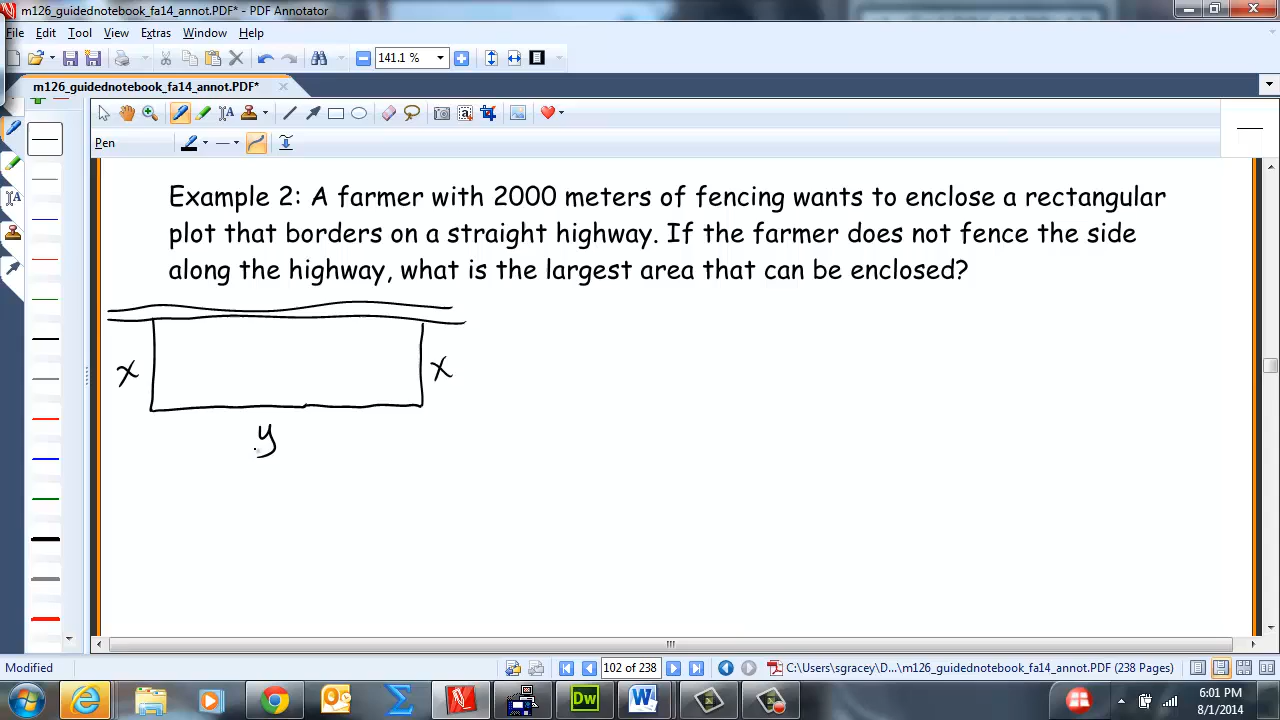 m126_guidednotebook_fa14_annot.PDF* - PDF Annotator
File Edit Tool View Extras Window Help
141.1 %
m126_guidednotebook_fa14_annot.PDF*
Pen
Example 2: A farmer with 2000 meters of fencing wants to enclose a rectangular
plot that borders on a straight highway. If the farmer does not fence the side
along the highway, what is the largest area that can be enclosed?
x x
y
Modified 102 of 238 C:\Users\sgracey\D...\m126_guidednotebook_fa14_annot.PDF (238 Pages)
Dw
6:01 PM
8/1/2014